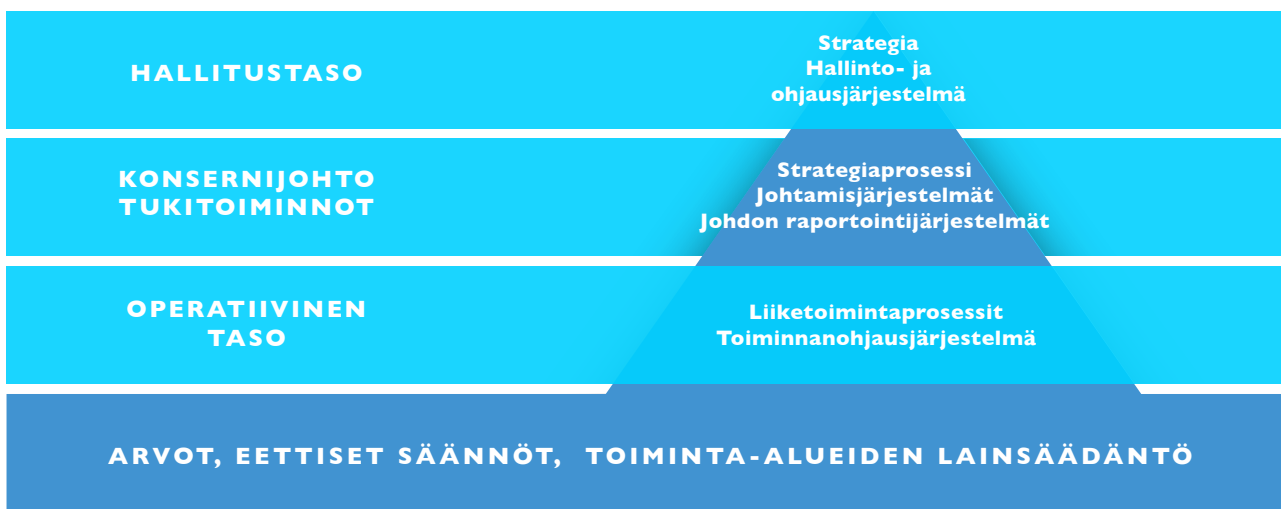 HALLITUSTASO
Strategia
Hallinto- ja
ohjausjärjestelmä
KONSERNIJOHTO
TUKITOIMINNOT
Strategiaprosessi
Johtamisjärjestelmät
Johdon raportointijärjestelmät
OPERATIIVINEN
TASO
Liiketoimintaprosessit
Toiminnanohjausjärjestelmä
ARVOT, EETTISET SÄÄNNÖT, TOIMINTA-ALUEIDEN LAINSÄÄDÄNTÖ